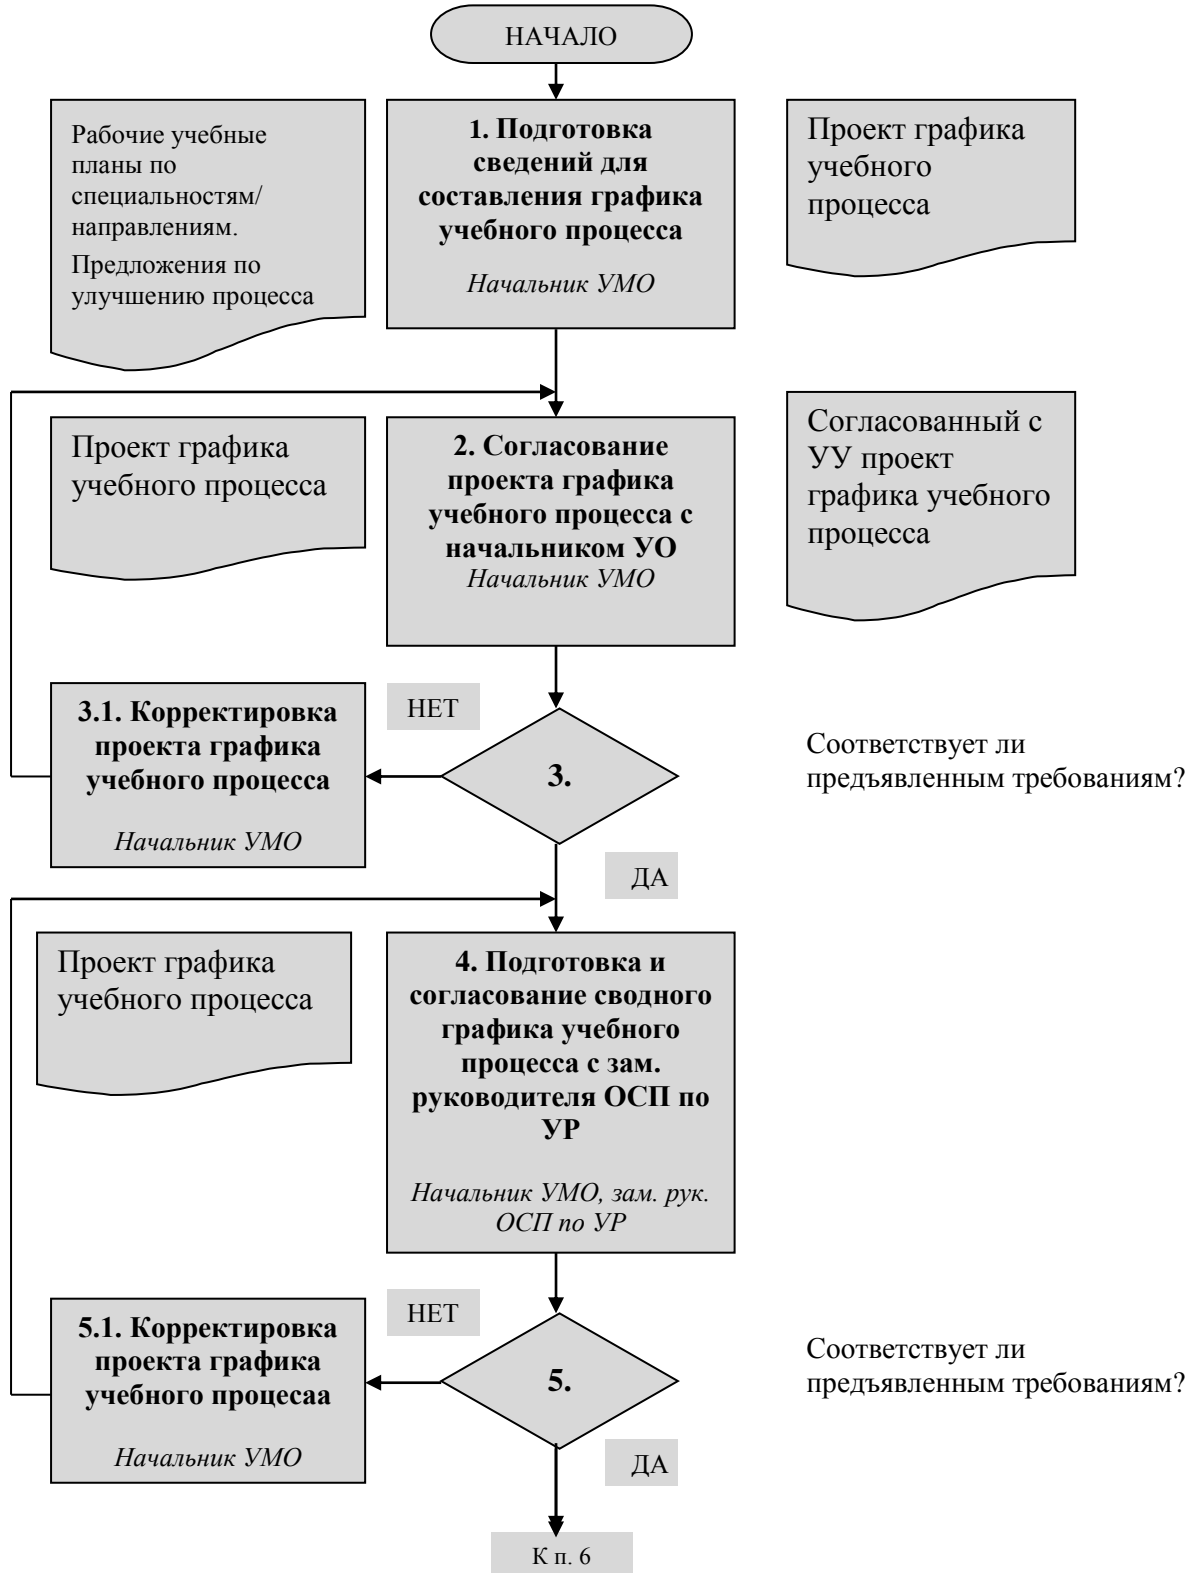 НАЧАЛО
Рабочие учебные
планы по
специальностям/
направлениям.
Предложения по
улучшению процесса
1. Подготовка
сведений для
составления графика
учебного процесса
Начальник УМО
Проект графика
учебного
процесса
Проект графика
учебного процесса
2. Согласование
проекта графика
учебного процесса с
начальником УО
Начальник УМО
Согласованный с
УУ проект
графика учебного
процесса
3.1. Корректировка
проекта графика
учебного процесса
Начальник УМО
НЕТ
3.
Соответствует ли
предъявленным требованиям?
ДА
Проект графика
учебного процесса
4. Подготовка и
согласование сводного
графика учебного
процесса с зам.
руководителя ОСП по
УР
Начальник УМО, зам. рук.
ОСП по УР
5.1. Корректировка
проекта графика
учебного процесаа
Начальник УМО
НЕТ
5.
Соответствует ли
предъявленным требованиям?
ДА
К п. 6